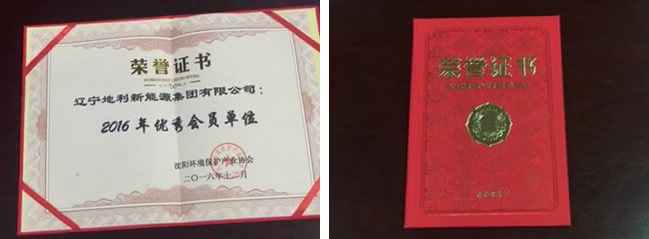 荣誉证书
辽宁地利新能源集团有限公司：
2016年优秀会员单位
沈阳环境保护产业协会
二〇一六年十二月
荣誉证书